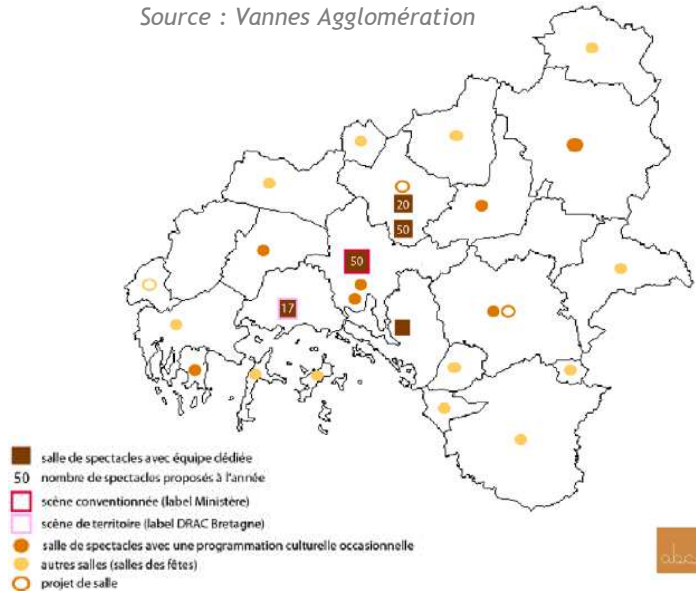 Source : Vannes Agglomération
20
50
50
17
salle de spectacles avec équipe dédiée
50 nombre de spectacles proposés à l'année
scène conventionnée (label Ministère)
scène de territoire (label DRAC Bretagne)
salle de spectacles avec une programmation culturelle occasionnelle
autres salles (salles des fêtes)
projet de salle
abc